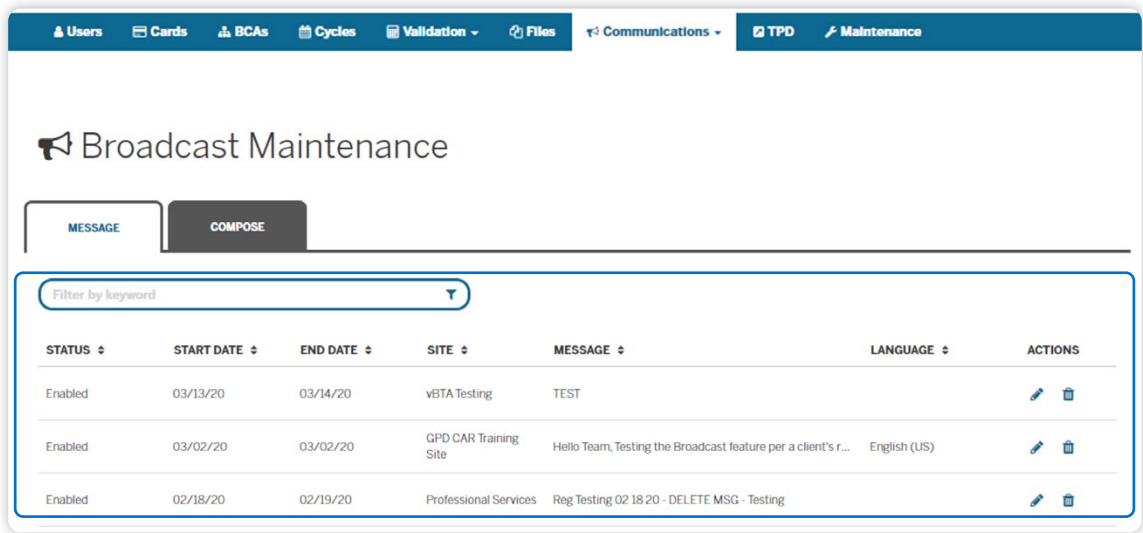 Users Cards BCAs Cycles Validation Files Communications TPD Maintenance
Broadcast Maintenance
MESSAGE COMPOSE
Filter by keyword
STATUS START DATE END DATE SITE MESSAGE LANGUAGE ACTIONS
Enabled 03/13/20 03/14/20 vBTA Testing TEST
Enabled 03/02/20 03/02/20 GPD CAR Training Hello Team, Testing the Broadcast feature per a client's r... English (US)
Site
Enabled 02/18/20 02/19/20 Professional Services Reg Testing 02 18 20 - DELETE MSG - Testing